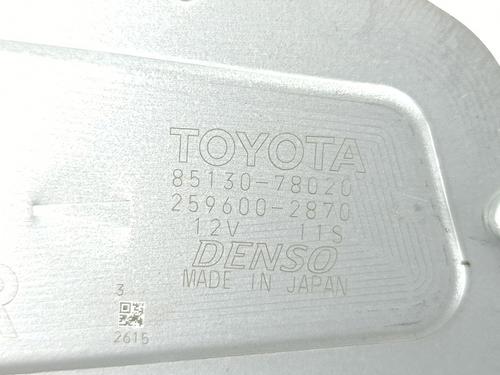 TOYOTA
85130-78020
259600-2870
12V 11S
DENSO
MADE IN JAPAN
R
3
2615